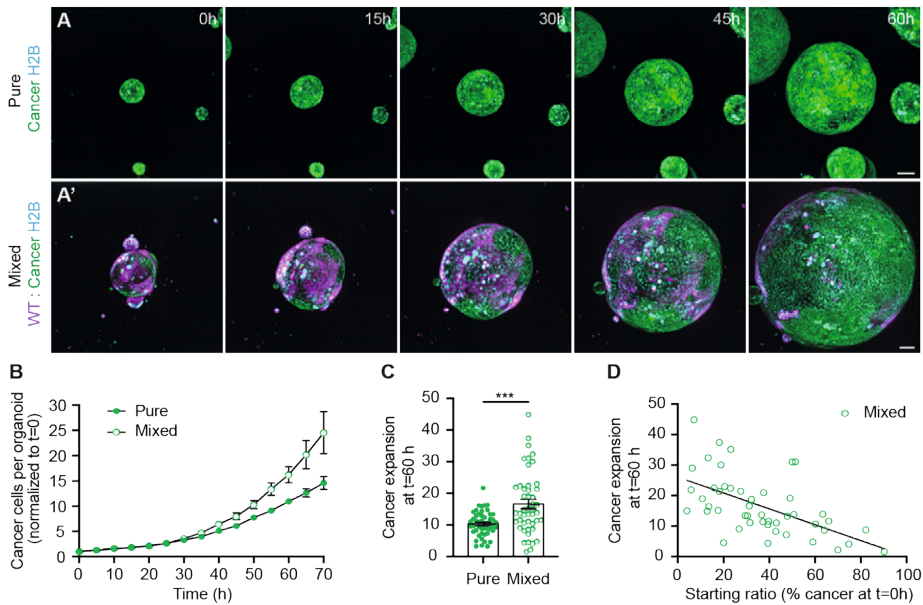 A
0h
15h
30h
45h
60h
Pure
Cancer H2B
A'
Mixed
WT : Cancer H2B
B
Cancer cells per organoid
(normalized to t=0)
30
25
20
15
10
5
0
Pure
Mixed
0
10
20
30
40
50
60
70
Time (h)
C
Cancer expansion
at t=60 h
50
40
30
20
10
0
***
Pure
Mixed
D
Cancer expansion
at t=60 h
50
40
30
20
10
0
Mixed
0
20
40
60
80
100
Starting ratio (% cancer at t=0h)